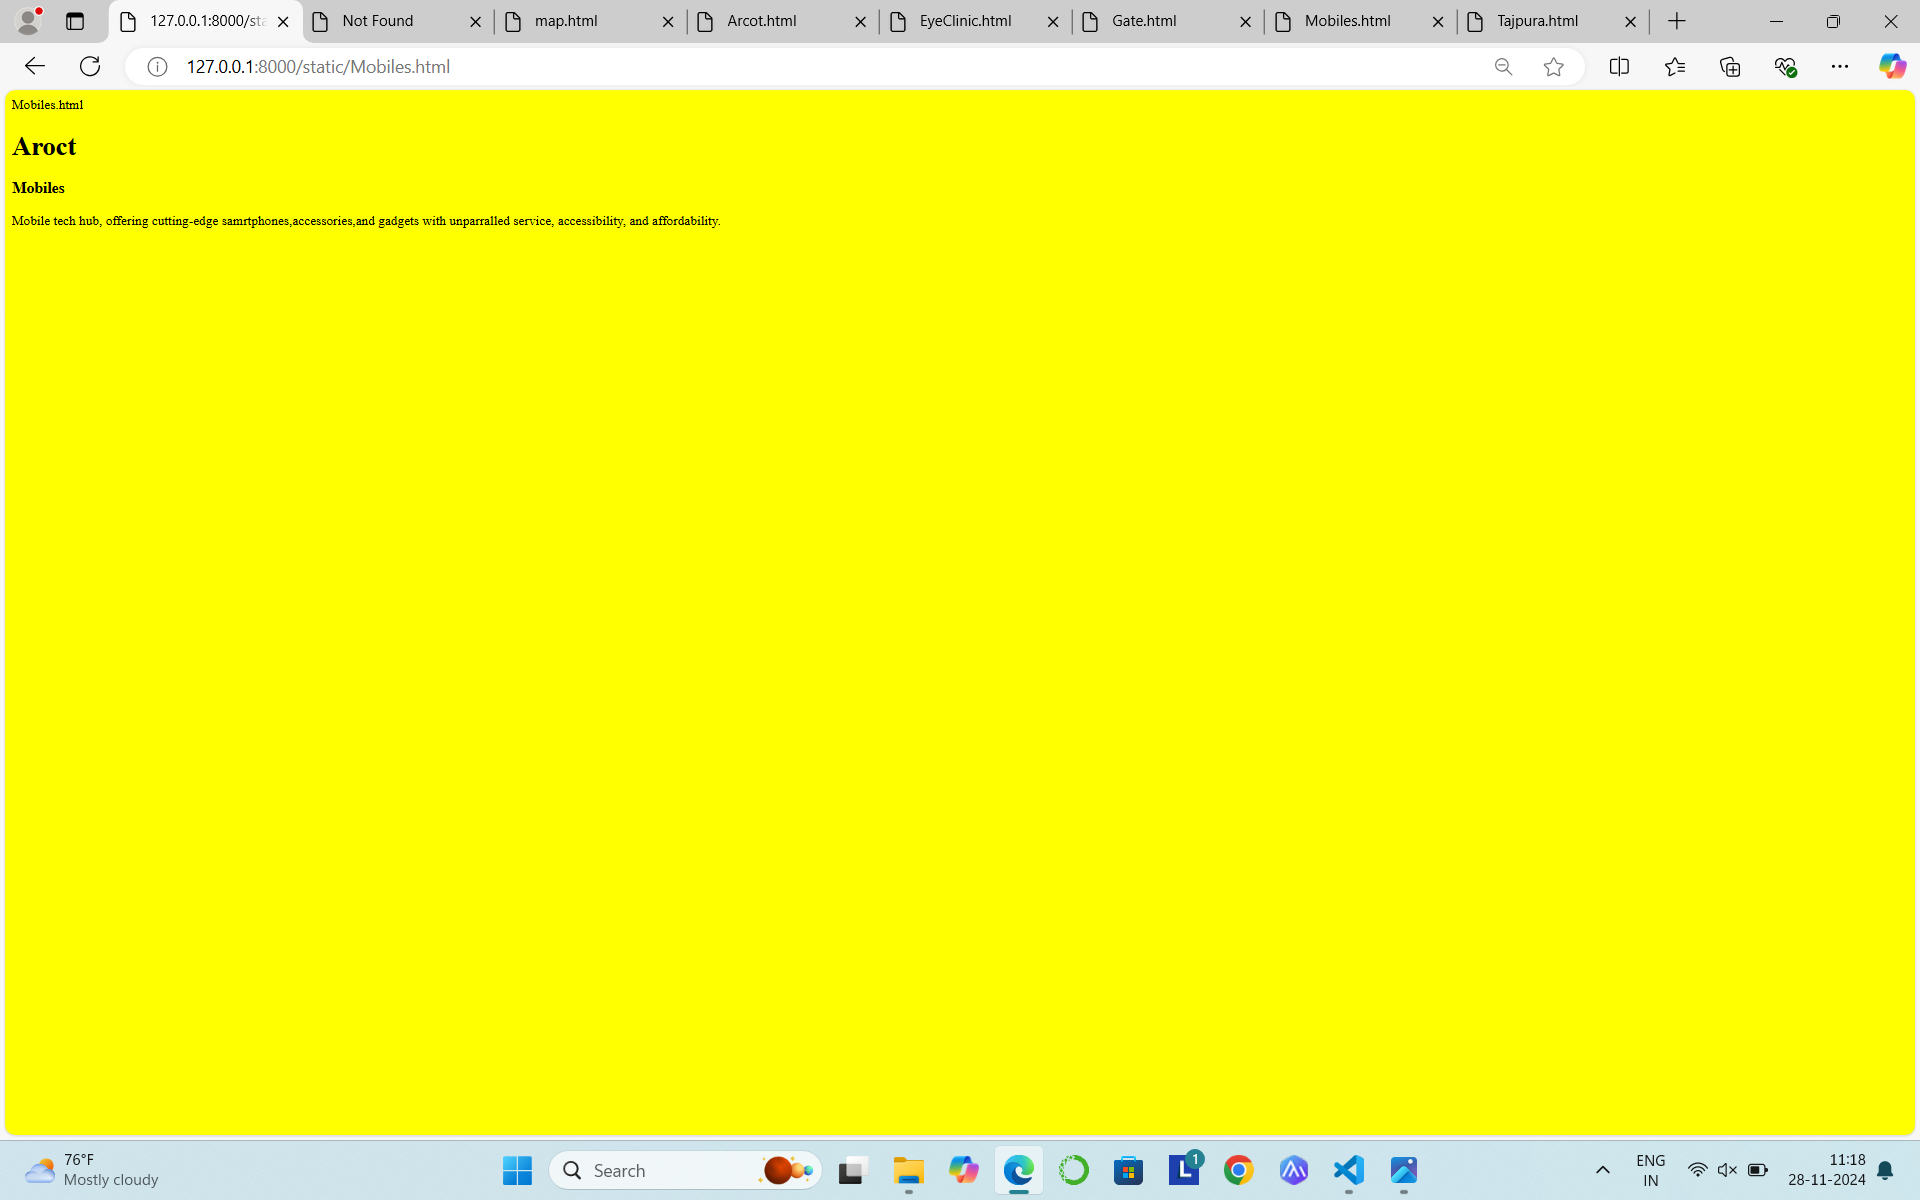 127.0.0.1:8000/sta
Not Found
map.html
Arcot.html
EyeClinic.html
Gate.html
Mobiles.html
Tajpura.html
127.0.0.1:8000/static/Mobiles.html
Mobiles.html
Aroct
Mobiles
Mobile tech hub, offering cutting-edge samrtphones,accessories,and gadgets with unparralled service, accessibility, and affordability.
76°F
Mostly cloudy
Search
L
1
ENG
IN
11:18
28-11-2024